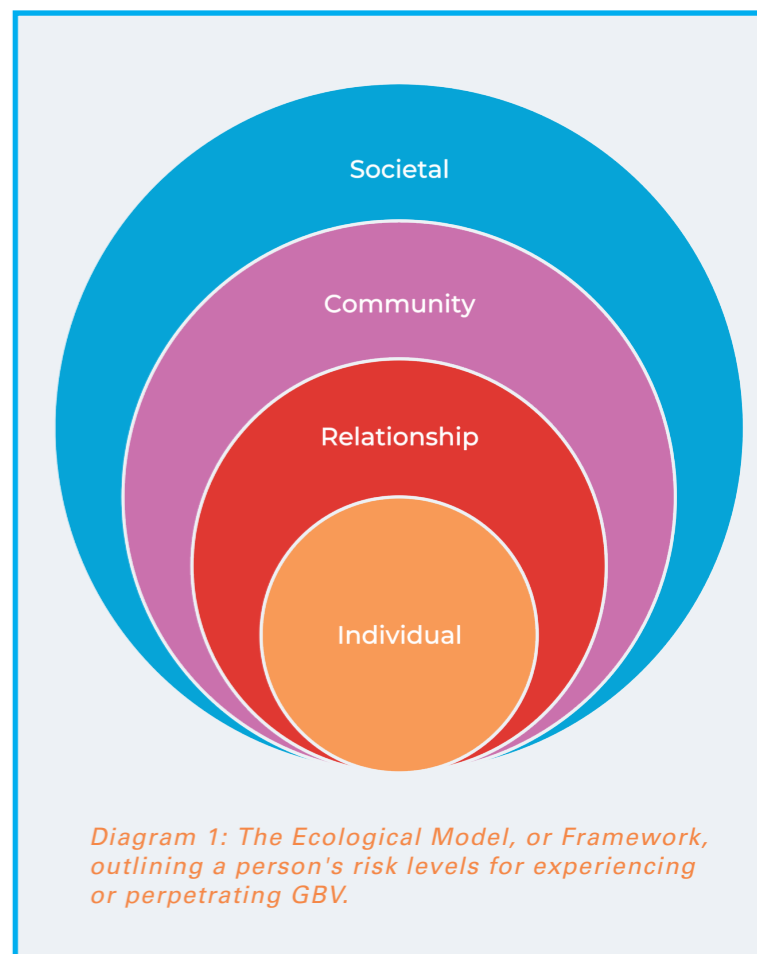 Societal
Community
Relationship
Individual
Diagram 1: The Ecological Model, or Framework,
outlining a person's risk levels for experiencing
or perpetrating GBV.